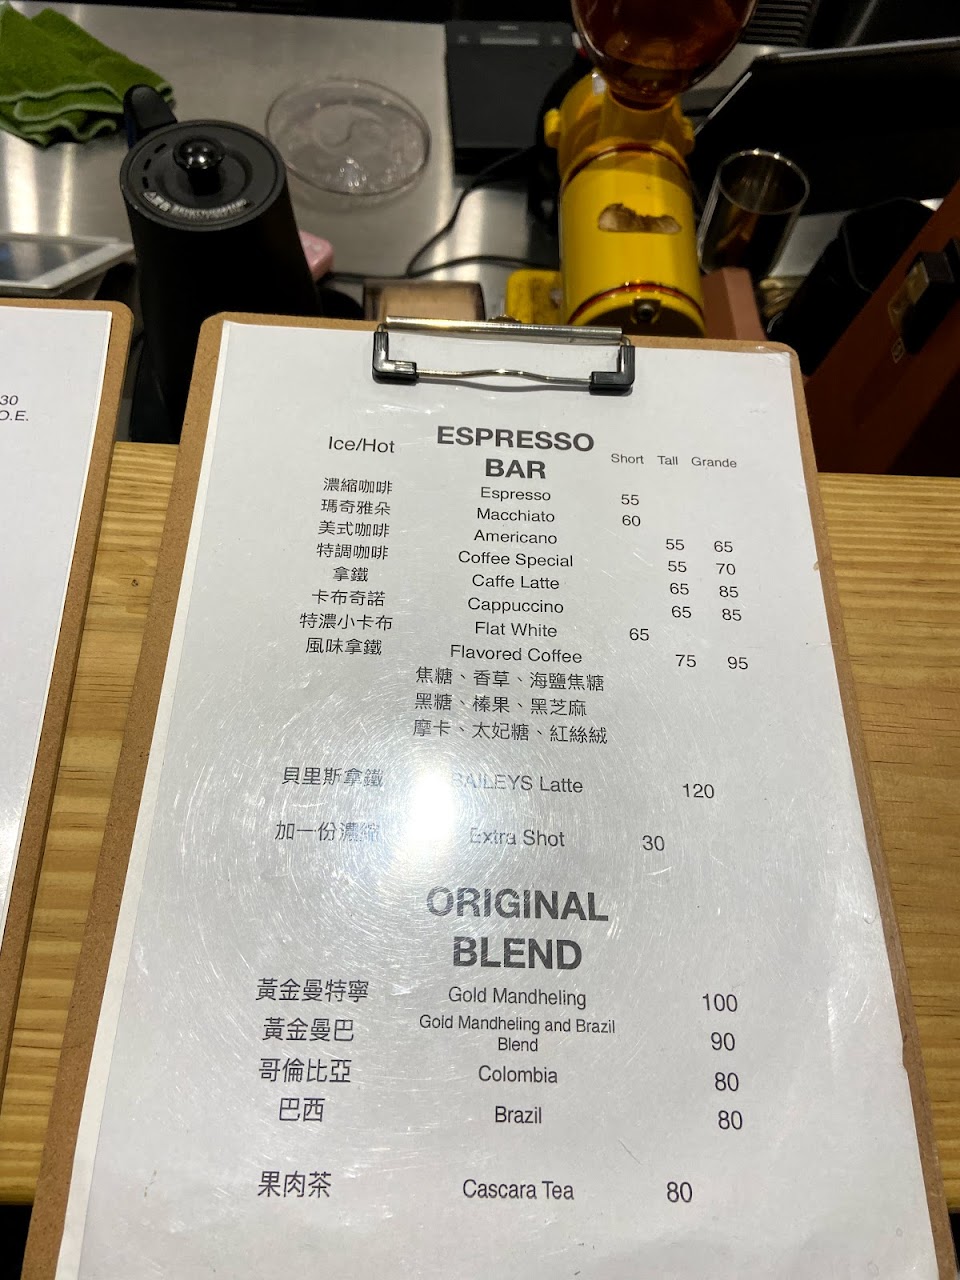 30
O.E.
Ice/Hot ESPRESSO BAR Short Tall Grande
濃縮咖啡 Espresso 55
瑪奇雅朵 Macchiato 60
美式咖啡 Americano 55 65
特調咖啡 Coffee Special 55 70
拿鐵 Caffe Latte 65 85
卡布奇諾 Cappuccino 65 85
特濃小卡布 Flat White 65
風味拿鐵 Flavored Coffee 75 95
焦糖、香草、海鹽焦糖
黑糖、榛果、黑芝麻
摩卡、太妃糖、紅絲絨
貝里斯拿鐵 BAILEYS Latte 120
加一份濃縮 Extra Shot 30
ORIGINAL
BLEND
黃金曼特寧 Gold Mandheling 100
黃金曼巴 Gold Mandheling and Brazil Blend 90
哥倫比亞 Colombia 80
巴西 Brazil 80
果肉茶 Cascara Tea 80